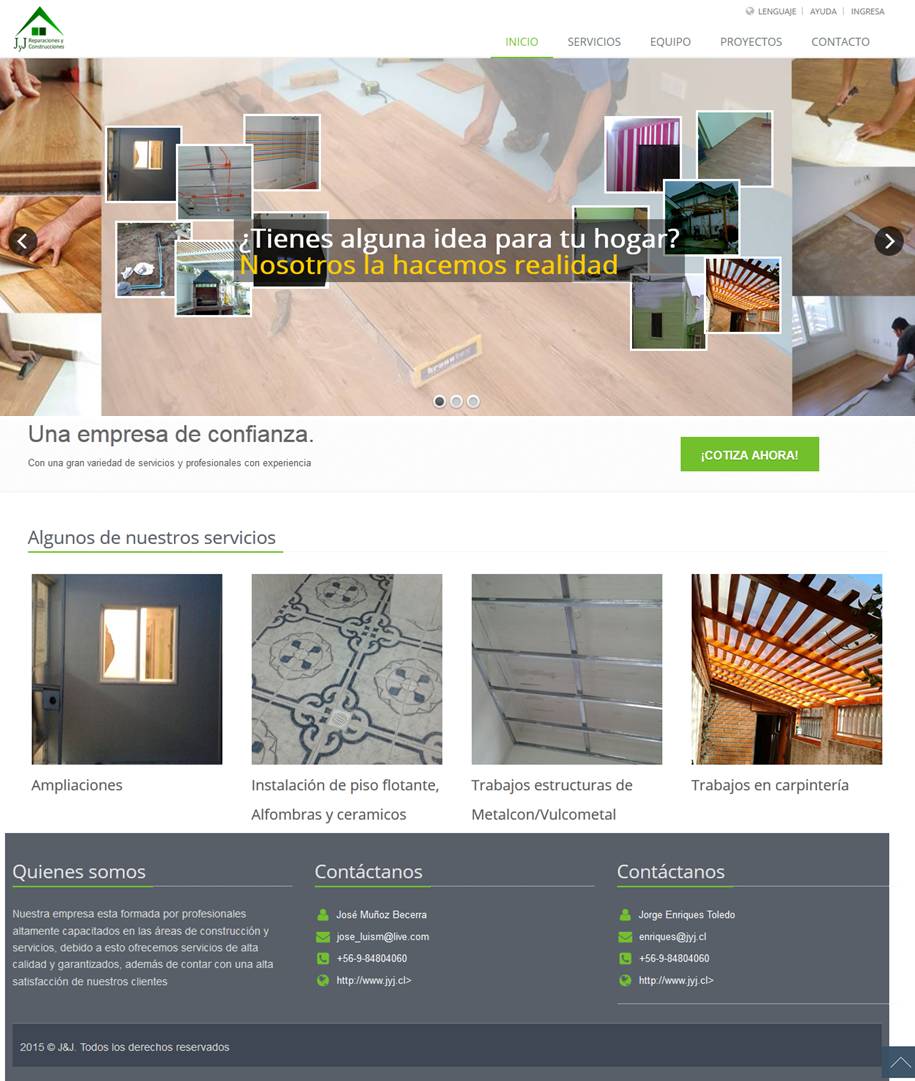 LENGUAJE
AYUDA
INGRESA
J y J Reparaciones y
Construcciones
INICIO
SERVICIOS
EQUIPO
PROYECTOS
CONTACTO
¿Tienes alguna idea para tu hogar?
Nosotros la hacemos realidad
Una empresa de confianza.
Con una gran variedad de servicios y profesionales con experiencia
¡COTIZA AHORA!
Algunos de nuestros servicios
Ampliaciones
Instalación de piso flotante,
Alfombras y ceramicos
Trabajos estructuras de
Metalcon/Vulcometal
Trabajos en carpintería
Quienes somos
Nuestra empresa esta formada por profesionales
altamente capacitados en las áreas de construcción y
servicios, debido a esto ofrecemos servicios de alta
calidad y garantizados, además de contar con una alta
satisfacción de nuestros clientes
Contáctanos
José Muñoz Becerra
jose_luism@live.com
+56-9-84804060
http://www.jyj.cl>
Contáctanos
Jorge Enriques Toledo
enriques@jyj.cl
+56-9-84804060
http://www.jyj.cl>
2015 © J&J. Todos los derechos reservados